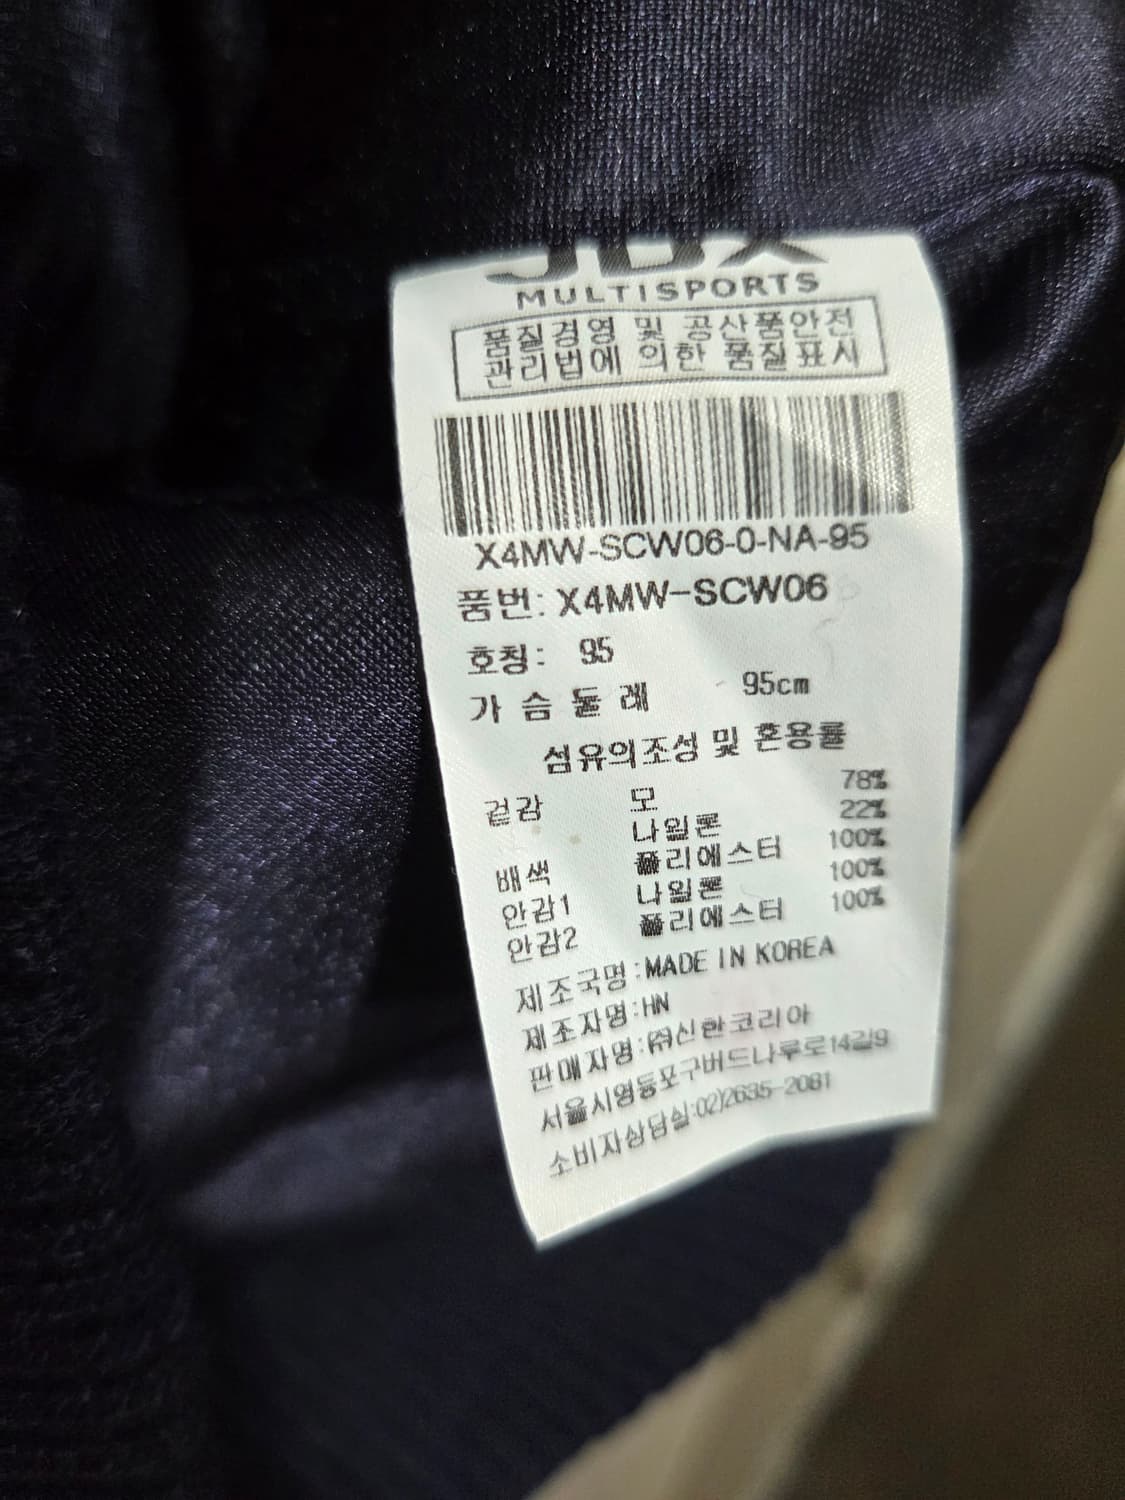 JDX
MULTISPORTS
품질경영 및 공산품안전
관리법에 의한 품질표시
X4MW-SCW06-0-NA-95
품번: X4MW-SCW06
호칭: 95
가 슴 둘 레 95cm
섬유의조성 및 혼용률
겉감 모 78%
나일론 22%
배색 폴리에스터 100%
안감1 나일론 100%
안감2 폴리에스터 100%
제조국명:MADE IN KOREA
제조자명:HN
판매자명:㈜신한코리아
서울시영등포구버드나루로14길9
소비자상담실:02)2635-2081